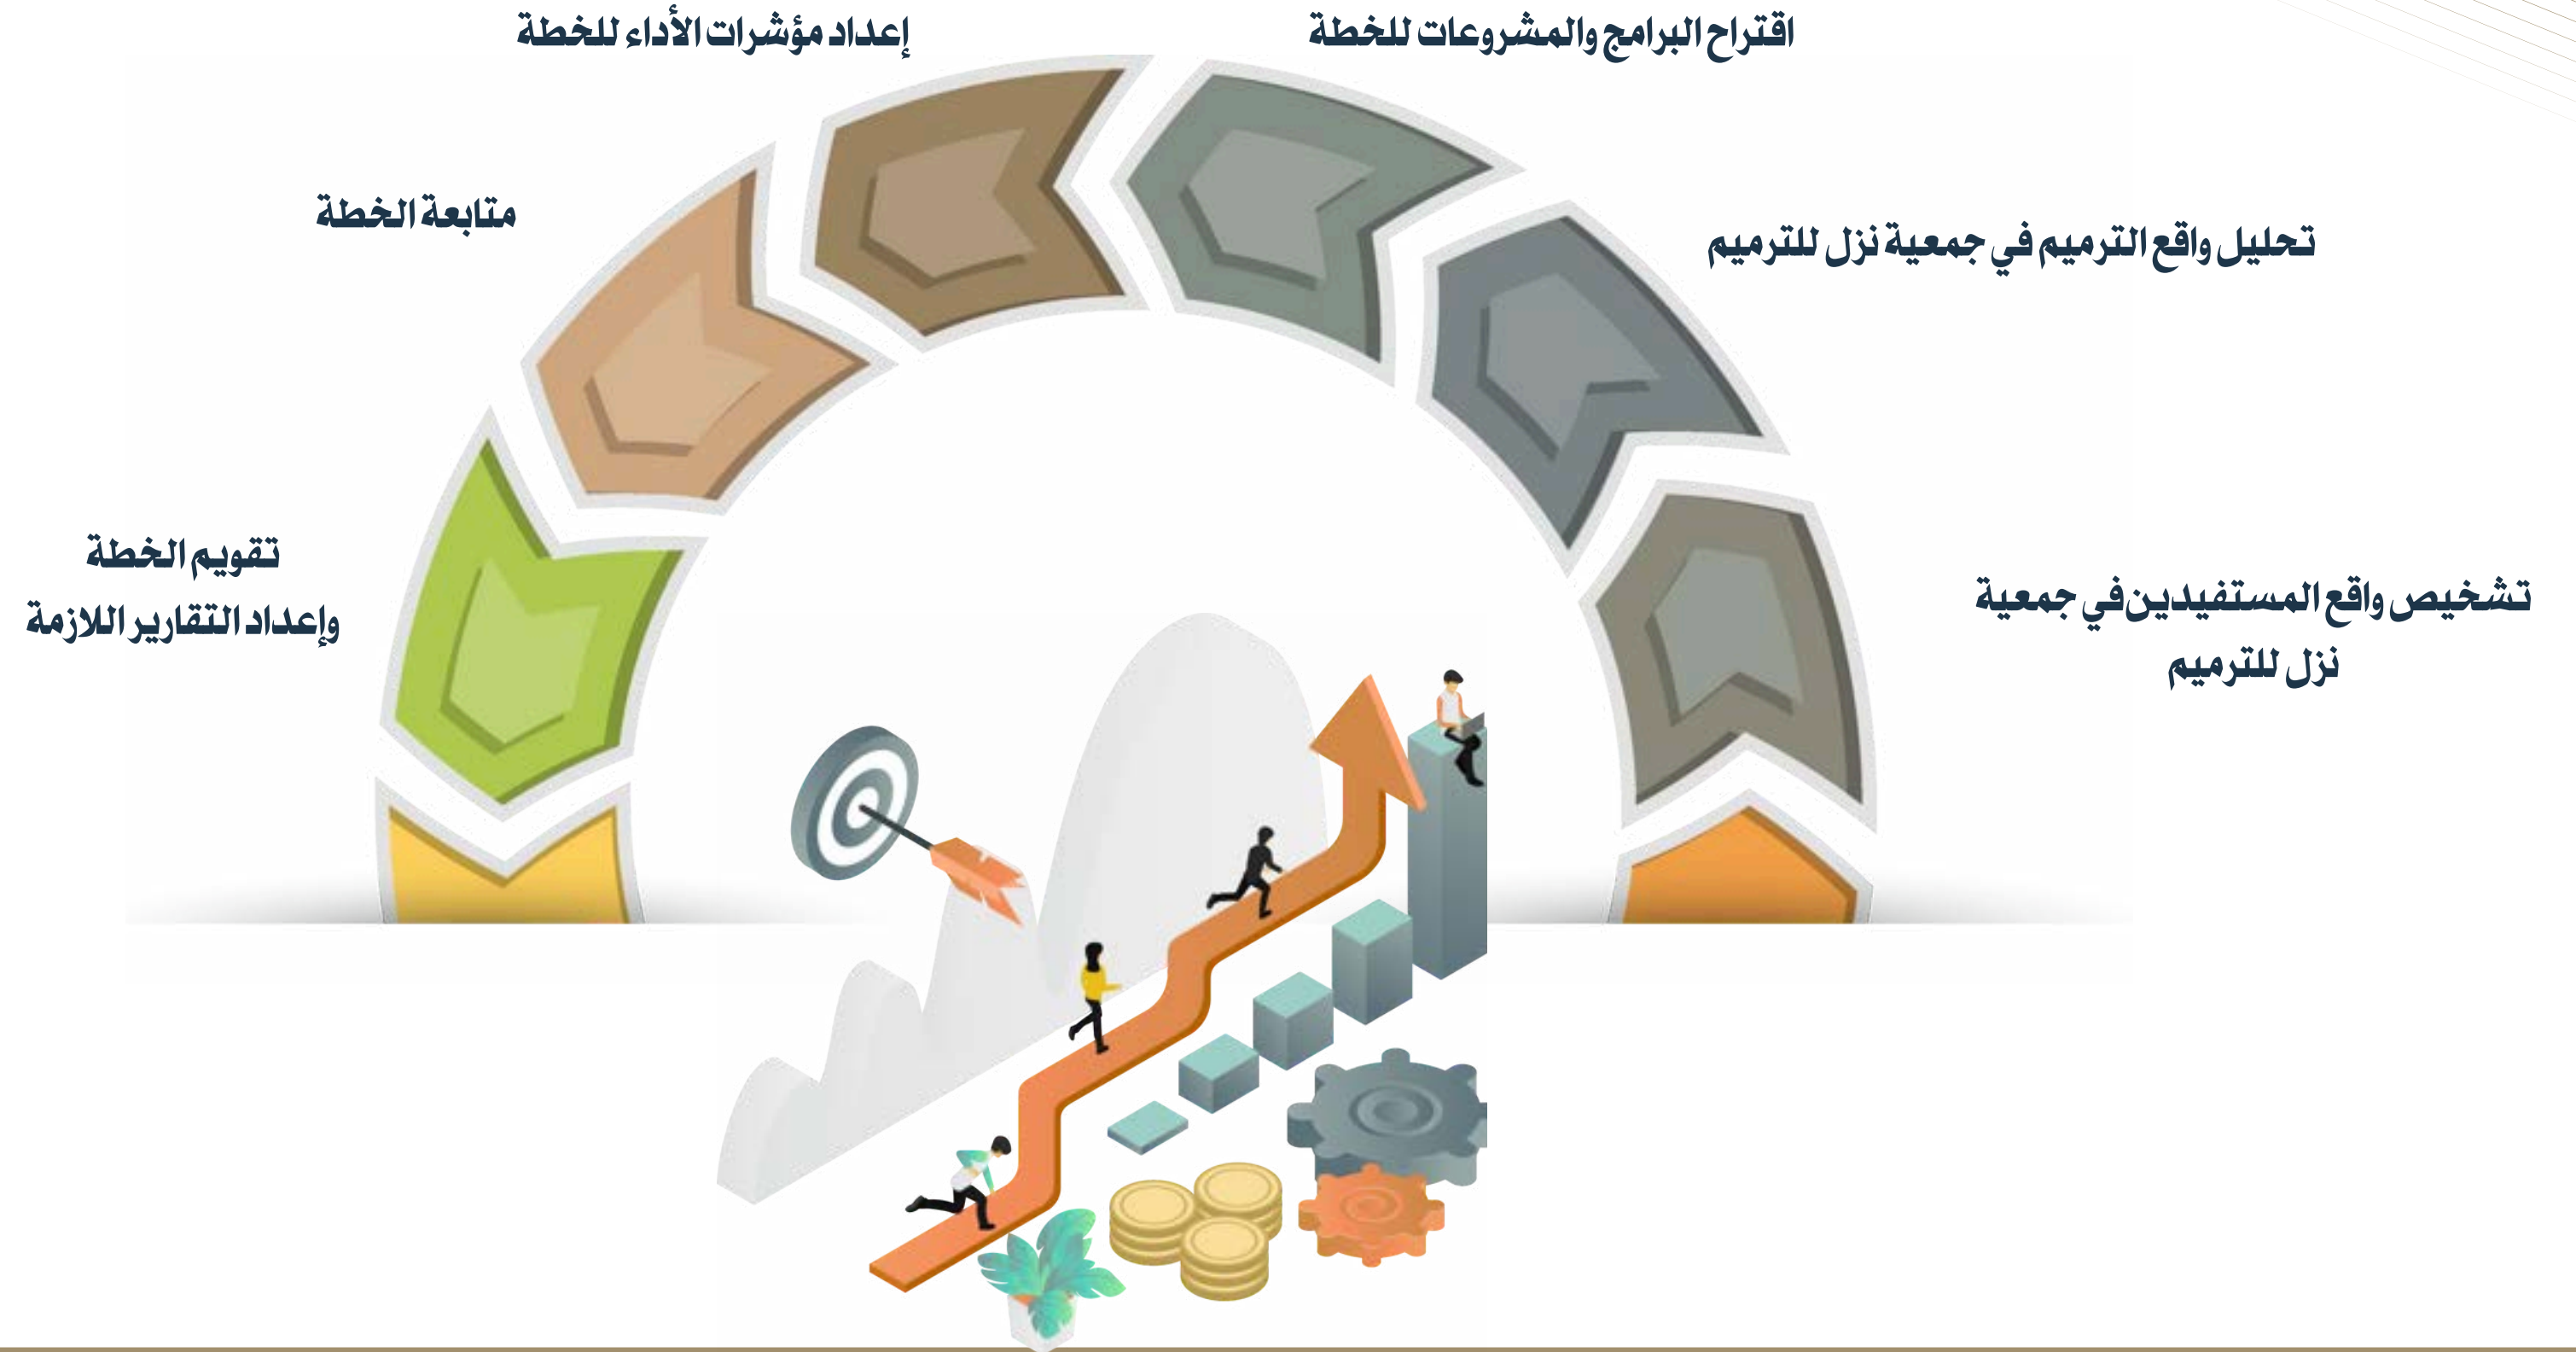 تشخيص واقع المستفيدين في جمعية
نزل للترميم
تحليل واقع الترميم في جمعية نزل للترميم
اقتراح البرامج والمشروعات للخطة
إعداد مؤشرات الأداء للخطة
متابعة الخطة
تقويم الخطة
وإعداد التقارير اللازمة